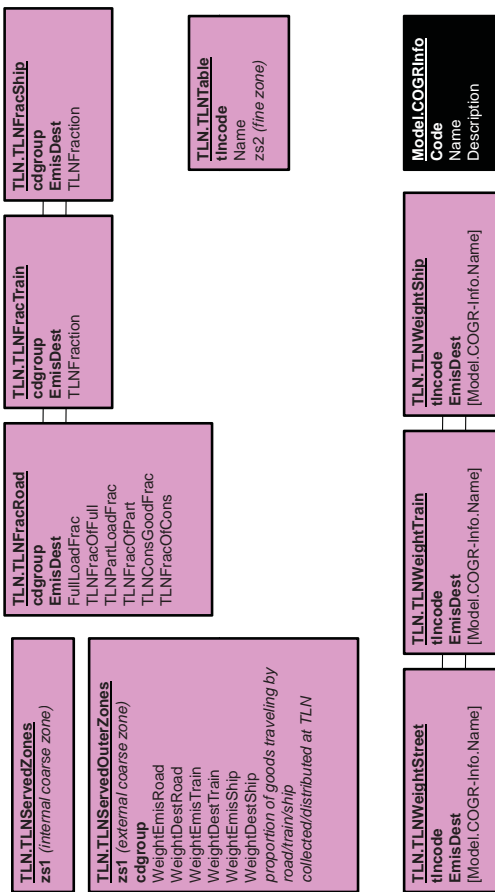 TLN.TLNServedZones
zs1 (internal coarse zone)
TLN.TLNServedOuterZones
zs1 (external coarse zone)
cdgroup
WeightEmisRoad
WeightDestRoad
WeightEmisTrain
WeightDestTrain
WeightEmisShip
WeightDestShip
proportion of goods traveling by
road/train/ship
collected/distributed at TLN
TLN.TLNFracRoad
cdgroup
EmisDest
FullLoadFrac
TLNFracOfFull
TLNPartLoadFrac
TLNFracOfPart
TLNConsGoodFrac
TLNFracOfCons
TLN.TLNFracTrain
cdgroup
EmisDest
TLNFraction
TLN.TLNFracShip
cdgroup
EmisDest
TLNFraction
TLN.TLNTable
tlncode
Name
zs2 (fine zone)
TLN.TLNWeightStreet
tlncode
EmisDest
[Model.COGR-Info.Name]
TLN.TLNWeightTrain
tlncode
EmisDest
[Model.COGR-Info.Name]
TLN.TLNWeightShip
tlncode
EmisDest
[Model.COGR-Info.Name]
Model.COGRInfo
Code
Name
Description